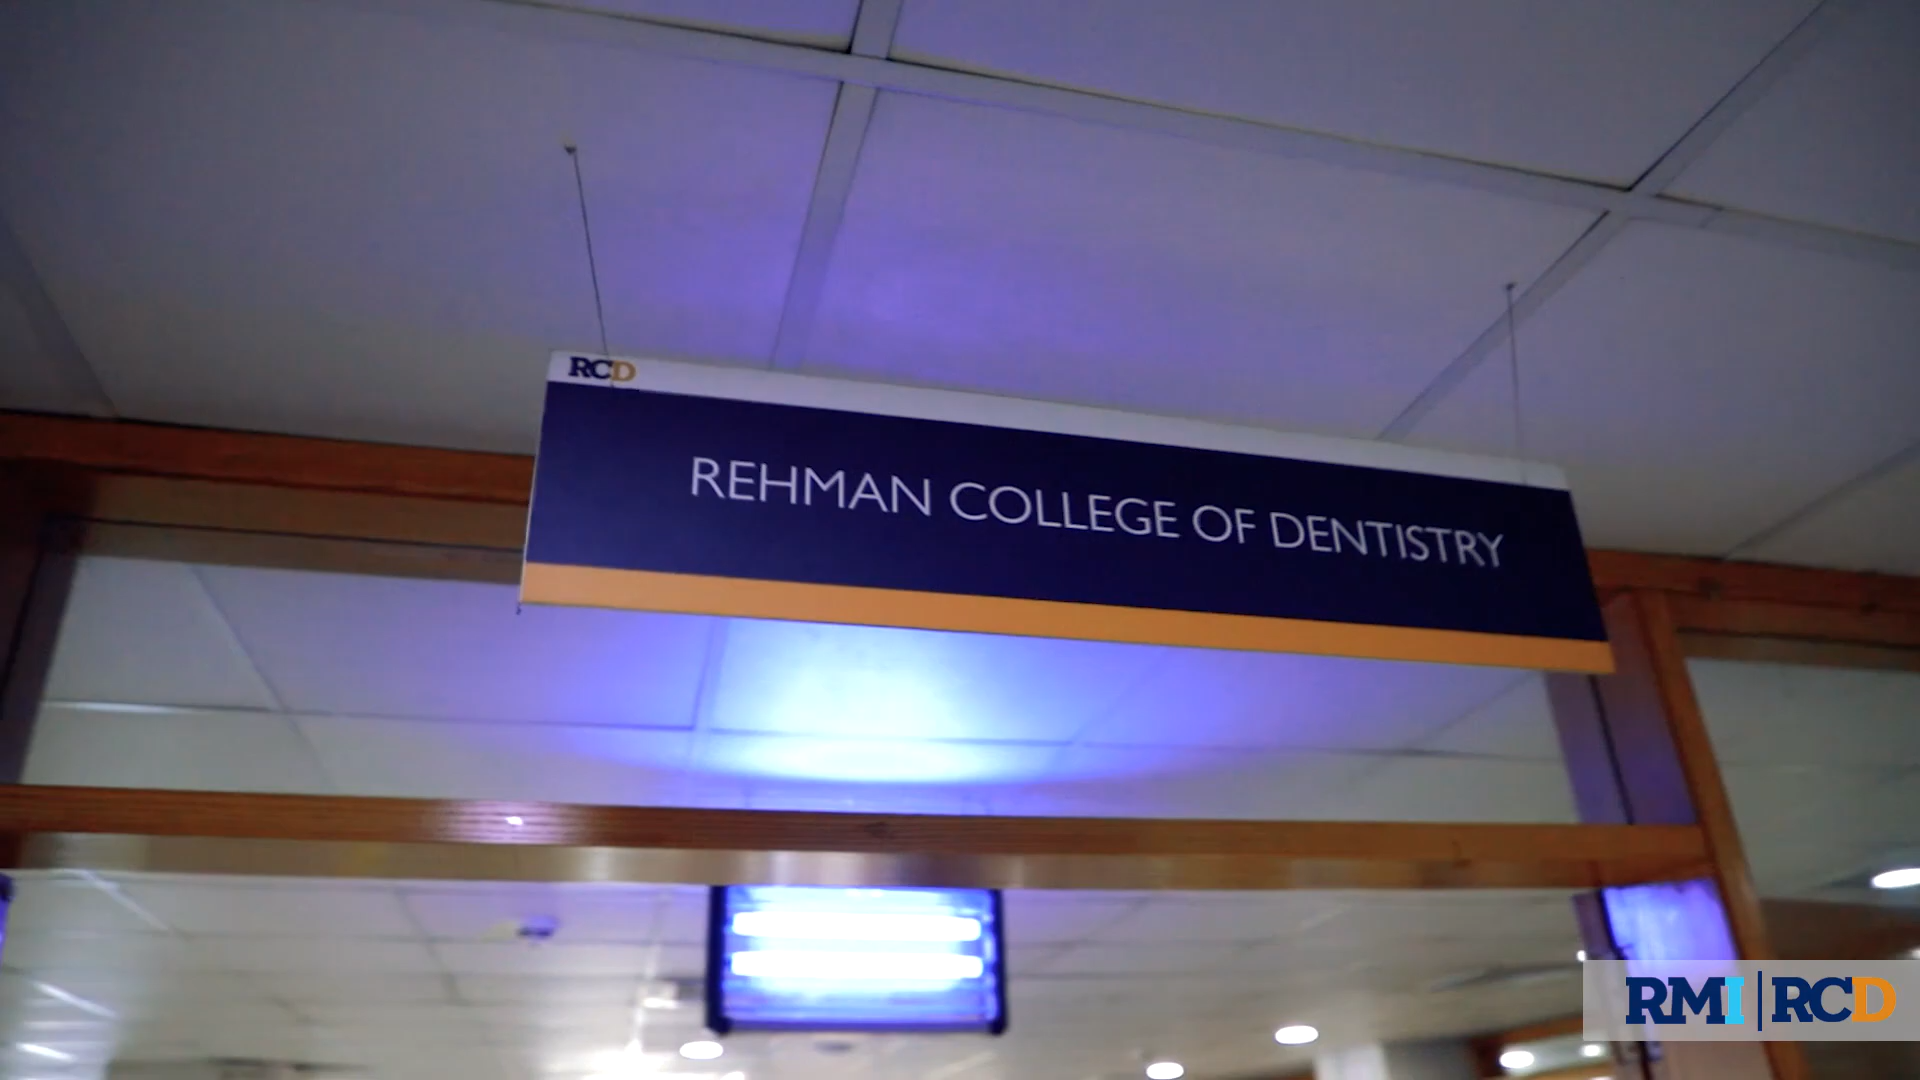 RCD
REHMAN COLLEGE OF DENTISTRY
RMI | RCD